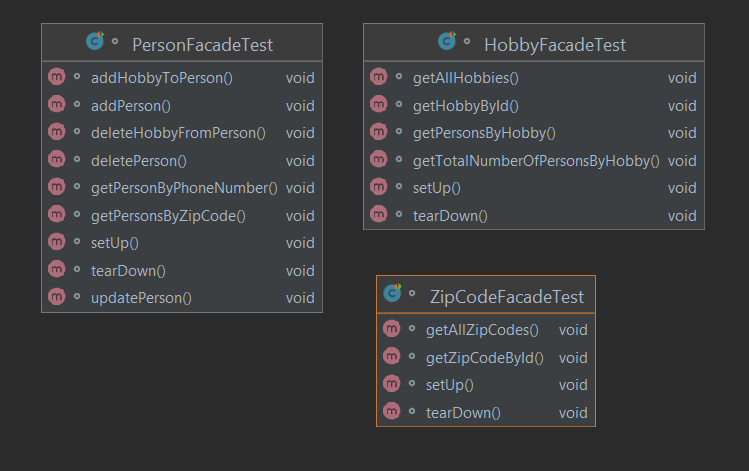 PersonFacadeTest
addHobbyToPerson() void
addPerson() void
deleteHobbyFromPerson() void
deletePerson() void
getPersonByPhoneNumber() void
getPersonsByZipCode() void
setUp() void
tearDown() void
updatePerson() void
HobbyFacadeTest
getAllHobbies() void
getHobbyById() void
getPersonsByHobby() void
getTotalNumberOfPersonsByHobby() void
setUp() void
tearDown() void
ZipCodeFacadeTest
getAllZipCodes() void
getZipCodeById() void
setUp() void
tearDown() void